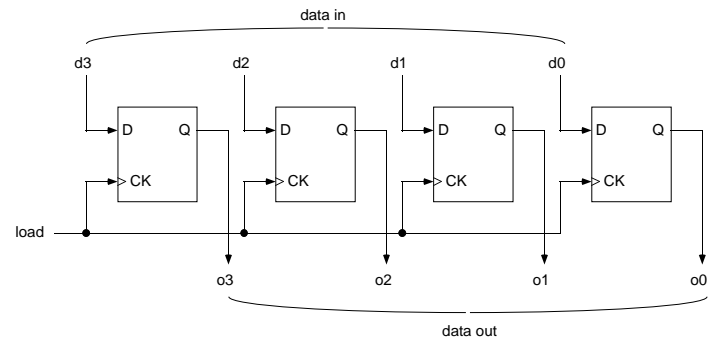 data in
d3 d2 d1 d0
D Q D Q D Q D Q
CK CK CK CK
load
o3 o2 o1 o0
data out